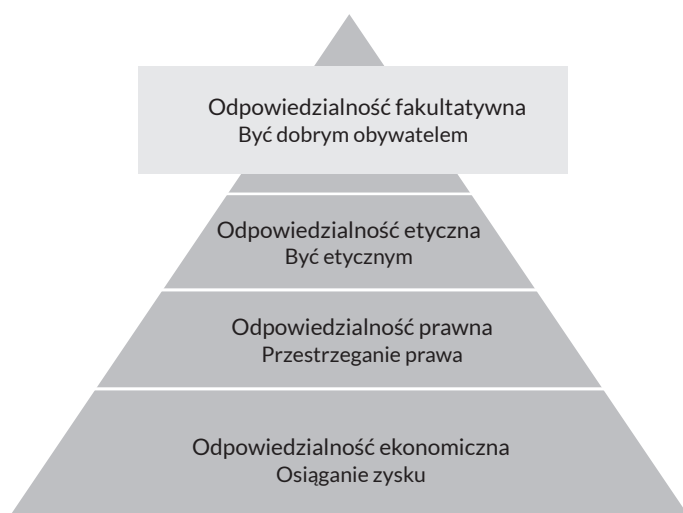 Odpowiedzialność fakultatywna
Być dobrym obywatelem
Odpowiedzialność etyczna
Być etycznym
Odpowiedzialność prawna
Przestrzeganie prawa
Odpowiedzialność ekonomiczna
Osiąganie zysku